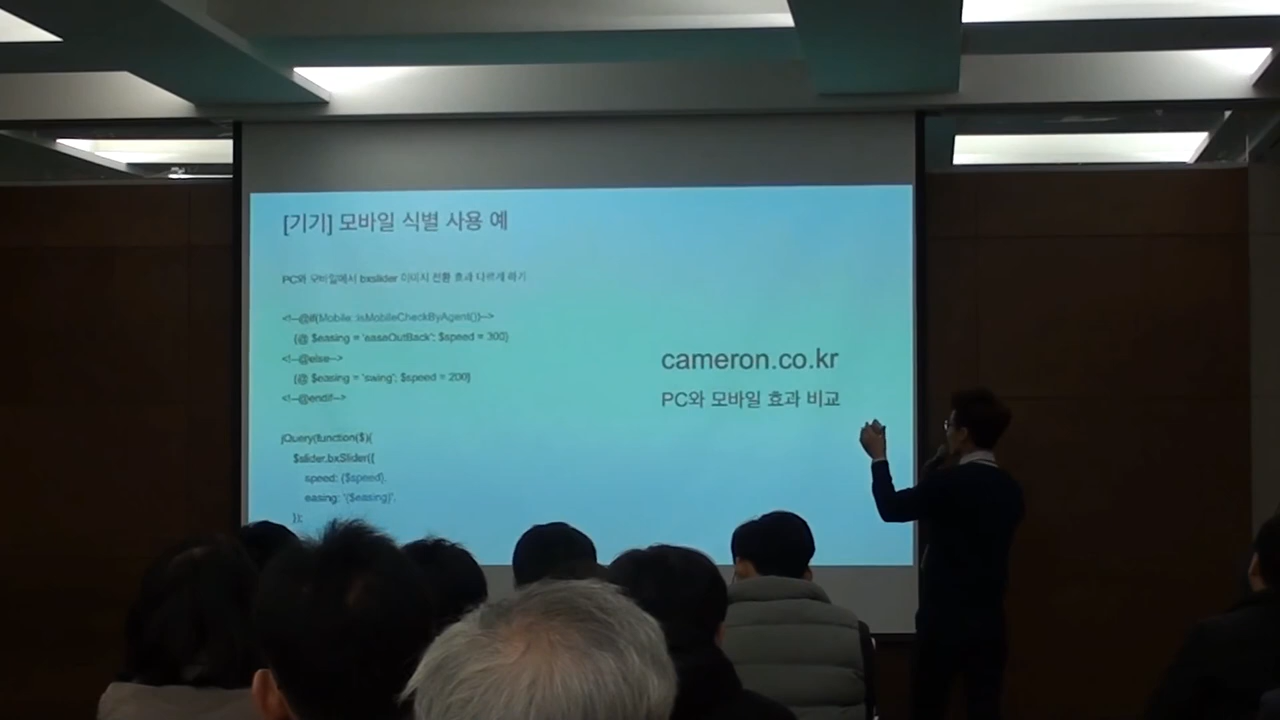 [기기] 모바일 식별 사용 예
PC와 모바일에서 bxslider 이미지 전환 효과 다르게 하기
<!--@if(Mobile::isMobileCheckByAgent())-->
{@ $easing = 'easeOutBack'; $speed = 300}
<!--@else-->
{@ $easing = 'swing'; $speed = 200}
<!--@endif-->
jQuery(function($){
$slider.bxSlider({
speed: {$speed},
easing: '{$easing}',
});
cameron.co.kr
PC와 모바일 효과 비교